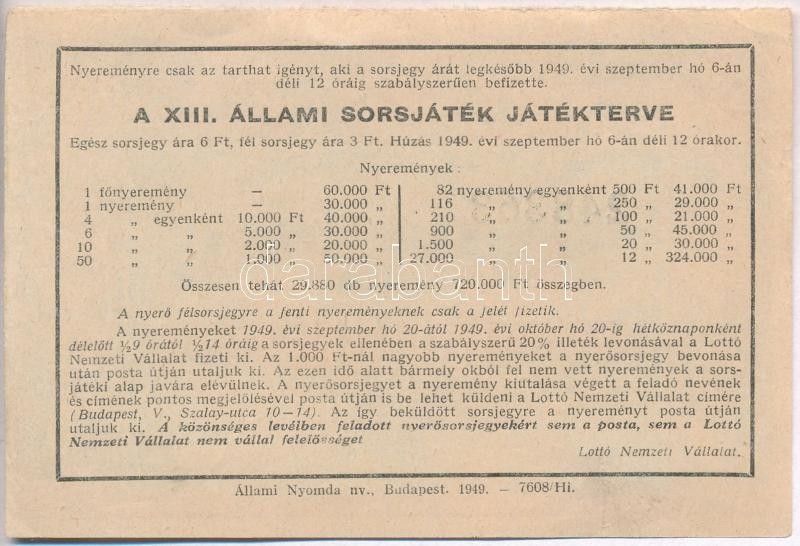 Nyereményre csak az tarthat igényt, aki a sorsjegy árát legkésőbb 1949. évi szeptember hó 6-án
déli 12 óráig szabályszerűen befizette.
A XIII. ÁLLAMI SORSJÁTÉK JÁTÉKTERVE
Egész sorsjegy ára 6 Ft, fél sorsjegy ára 3 Ft. Húzás 1949. évi szeptember hó 6-án déli 12 órakor.
Nyeremények :
1 főnyeremény — 60.000 Ft 82 nyeremény egyenként 500 Ft 41.000 Ft
1 nyeremény — 30.000 „ 116 „ „ 250 „ 29.000 „
4 „ egyenként 10.000 Ft 40.000 „ 210 „ „ 100 „ 21.000 „
6 „ „ 5.000 „ 30.000 „ 900 „ „ 50 „ 45.000 „
10 „ „ 2.000 „ 20.000 „ 1.500 „ „ 20 „ 30.000 „
50 „ „ 1.000 „ 50.000 „ 27.000 „ „ 12 „ 324.000 „
darabanth
Összesen tehát 29.880 db nyeremény 720.000 Ft összegben.
A nyerő félsorsjegyre a fenti nyereményeknek csak a felét fizetik.
A nyereményeket 1949. évi szeptember hó 20-ától 1949. évi október hó 20-ig hétköznaponként
délelőtt ½9 órától ½14 óráig a sorsjegyek ellenében a szabályszerű 20% illeték levonásával a Lottó
Nemzeti Vállalat fizeti ki. Az 1.000 Ft-nál nagyobb nyereményeket a nyerősorsjegy bevonása
után posta útján utaljuk ki. Az ezen idő alatt bármely okból fel nem vett nyeremények a sors-
játéki alap javára elévülnek. A nyerősorsjegyet a nyeremény kiutalása végett a feladó nevének
és címének pontos megjelölésével posta útján is be lehet küldeni a Lottó Nemzeti Vállalat címére
(Budapest, V., Szalay-utca 10—14). Az így beküldött sorsjegyre a nyereményt posta útján
utaljuk ki. A közönséges levélben feladott nyerősorsjegyekért sem a posta, sem a Lottó
Nemzeti Vállalat nem vállal felelősséget
Lottó Nemzeti Vállalat.
Állami Nyomda nv., Budapest. 1949. — 7608/Hi.